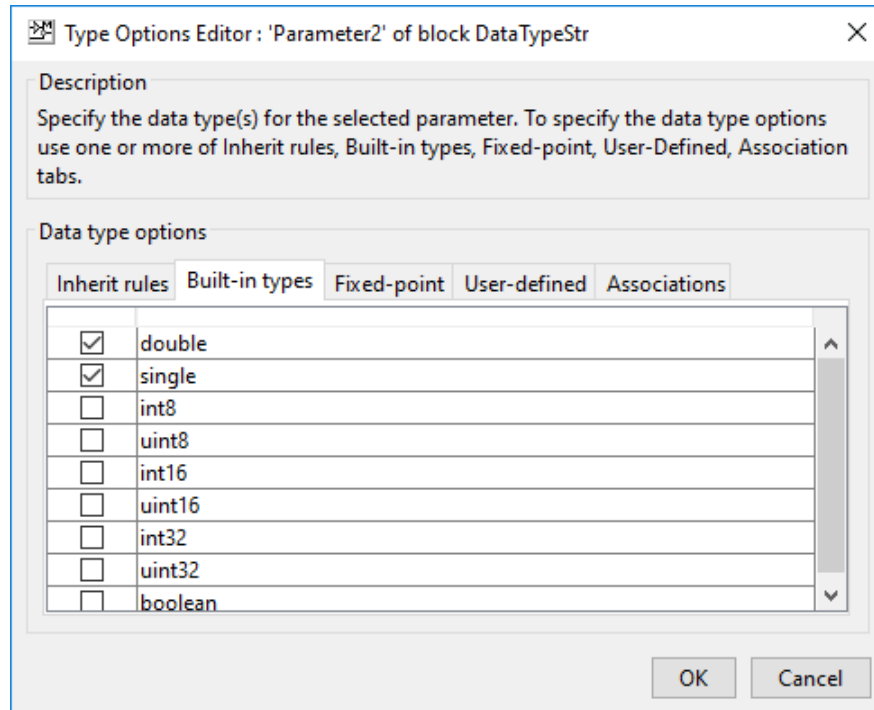 Type Options Editor : 'Parameter2' of block DataTypeStr
Description
Specify the data type(s) for the selected parameter. To specify the data type options
use one or more of Inherit rules, Built-in types, Fixed-point, User-Defined, Association
tabs.
Data type options
Inherit rules Built-in types Fixed-point User-defined Associations
double
single
int8
uint8
int16
uint16
int32
uint32
boolean
OK Cancel